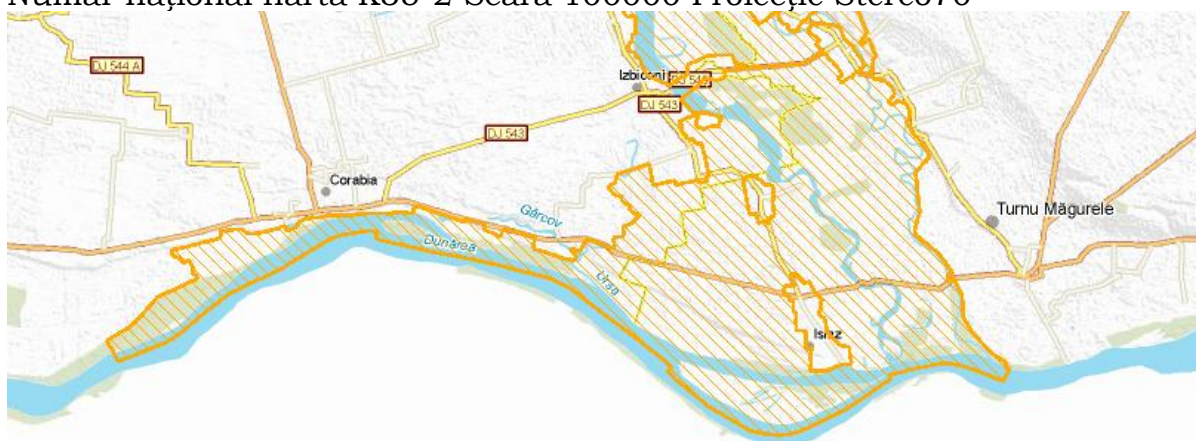 DJ 544 A
Izbiceni
DJ 543
DJ 543
Corabia
Gârcov
Turnu Măgurele
Dunărea
Ursa
Islaz